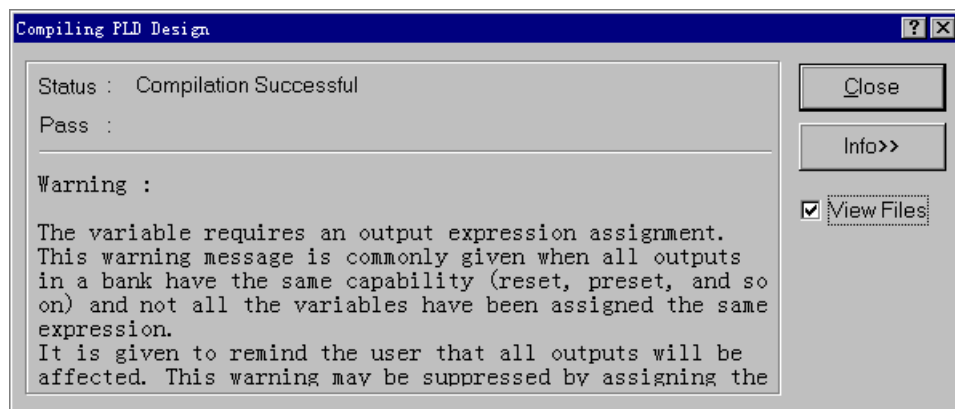 Compiling PLD Design
Status : Compilation Successful
Close
Pass :
Info>>
Warning :
View Files
The variable requires an output expression assignment.
This warning message is commonly given when all outputs
in a bank have the same capability (reset, preset, and so
on) and not all the variables have been assigned the same
expression.
It is given to remind the user that all outputs will be
affected. This warning may be suppressed by assigning the